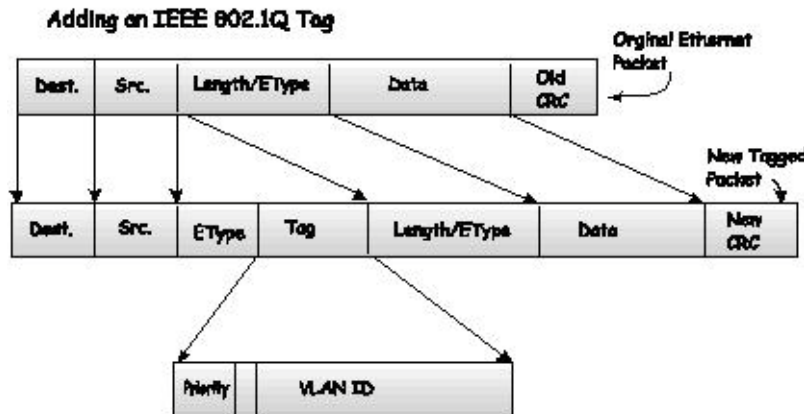 Adding an IEEE 802.1Q Tag
Orginal Ethernet
Packet
Dest. Src. Length/EType Data Old
CRC
New Tagged
Packet
Dest. Src. EType Tag Length/EType Data New
CRC
Priority VLAN ID